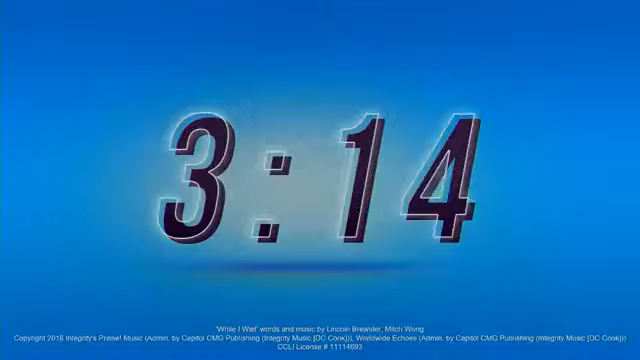 3:14
'While I Wait' words and music by Lincoln Brewster, Mitch Wong
Copyright 2018 Integrity's Praise! Music (Admin. by Capitol CMG Publishing (Integrity Music [DC Cook])), Worldwide Echoes (Admin. by Capitol CMG Publishing (Integrity Music [DC Cook]))
CCLI License # 11114693